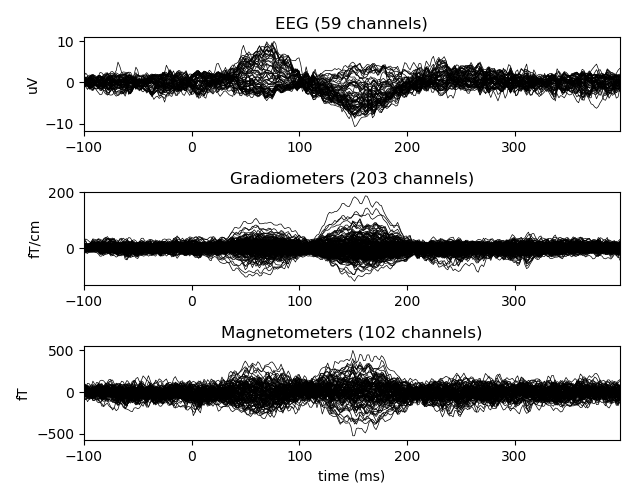 EEG (59 channels)
10
0
−10
uV
−100 0 100 200 300
Gradiometers (203 channels)
200
0
fT/cm
−100 0 100 200 300
Magnetometers (102 channels)
500
0
−500
fT
−100 0 100 200 300
time (ms)